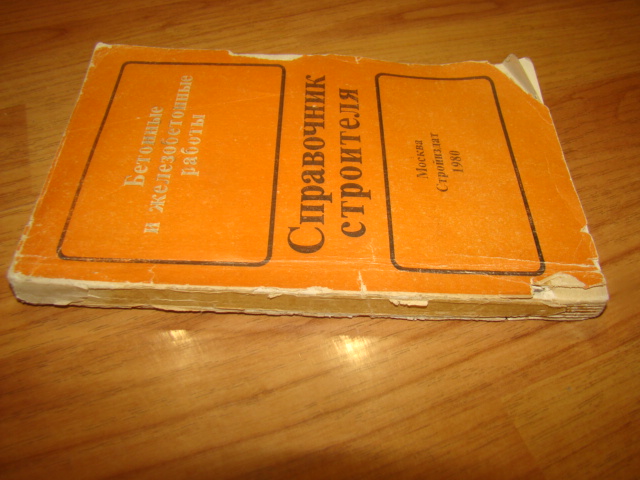 Бетонные
и железобетонные
работы
Справочник
строителя
Москва
Стройиздат
1980